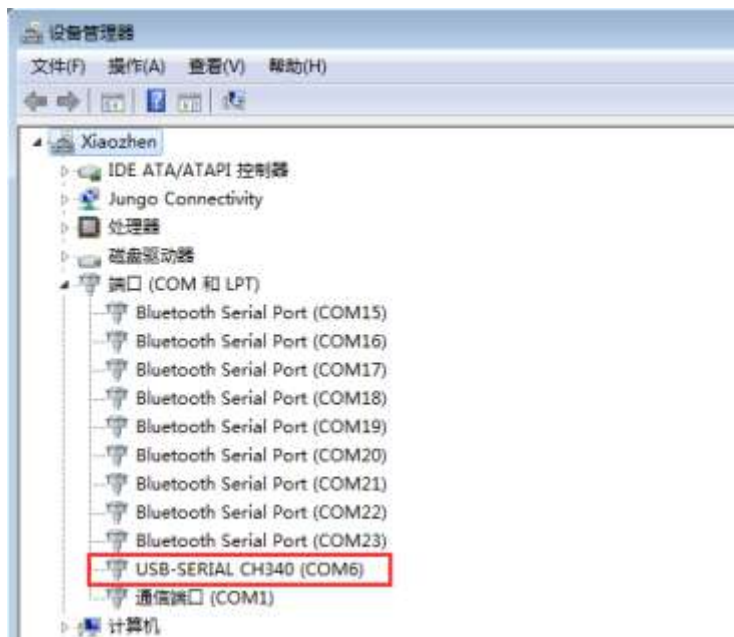 设备管理器
文件(F) 操作(A) 查看(V) 帮助(H)
Xiaozhen
IDE ATA/ATAPI 控制器
Jungo Connectivity
处理器
磁盘驱动器
端口 (COM 和 LPT)
Bluetooth Serial Port (COM15)
Bluetooth Serial Port (COM16)
Bluetooth Serial Port (COM17)
Bluetooth Serial Port (COM18)
Bluetooth Serial Port (COM19)
Bluetooth Serial Port (COM20)
Bluetooth Serial Port (COM21)
Bluetooth Serial Port (COM22)
Bluetooth Serial Port (COM23)
USB-SERIAL CH340 (COM6)
通信端口 (COM1)
计算机